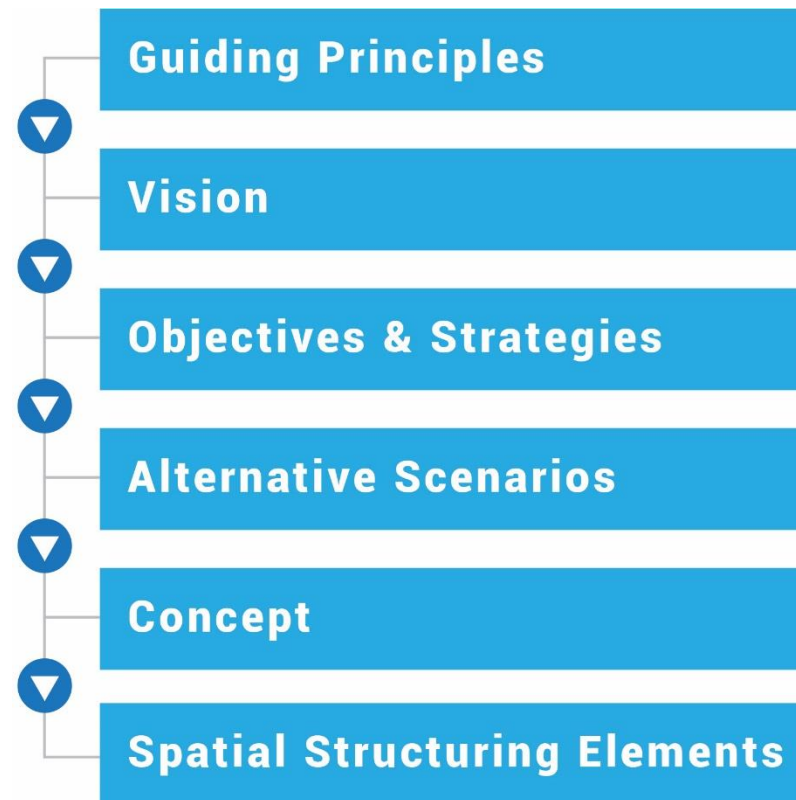 Guiding Principles
Vision
Objectives & Strategies
Alternative Scenarios
Concept
Spatial Structuring Elements